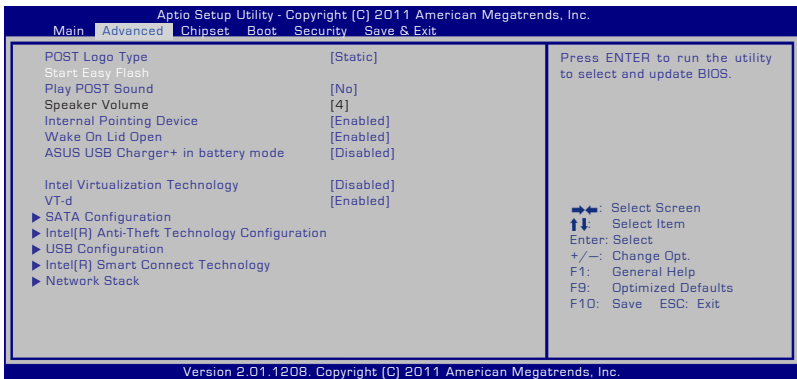 Aptio Setup Utility - Copyright (C) 2011 American Megatrends, Inc.
Main Advanced Chipset Boot Security Save & Exit
POST Logo Type [Static]
Start Easy Flash
Play POST Sound [No]
Speaker Volume [4]
Internal Pointing Device [Enabled]
Wake On Lid Open [Enabled]
ASUS USB Charger+ in battery mode [Disabled]
Intel Virtualization Technology [Disabled]
VT-d [Enabled]
SATA Configuration
Intel(R) Anti-Theft Technology Configuration
USB Configuration
Intel(R) Smart Connect Technology
Network Stack
Press ENTER to run the utility
to select and update BIOS.
→←: Select Screen
↑↓: Select Item
Enter: Select
+/—: Change Opt.
F1: General Help
F9: Optimized Defaults
F10: Save ESC: Exit
Version 2.01.1208. Copyright (C) 2011 American Megatrends, Inc.